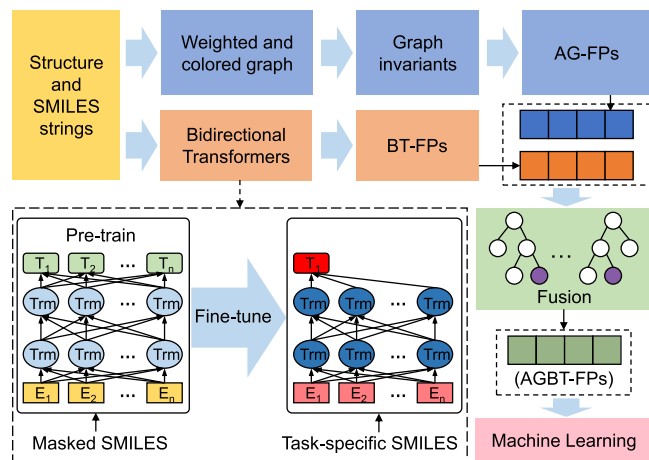 Structure
and
SMILES
strings
Weighted and
colored graph
Graph
invariants
AG-FPs
Bidirectional
Transformers
BT-FPs
Pre-train
T1 T2 ... Tn
Trm Trm ... Trm
Trm Trm ... Trm
E1 E2 ... En
Masked SMILES
Fine-tune
T1
Trm Trm ... Trm
Trm Trm ... Trm
E1 E2 ... En
Task-specific SMILES
...
Fusion
(AGBT-FPs)
Machine Learning